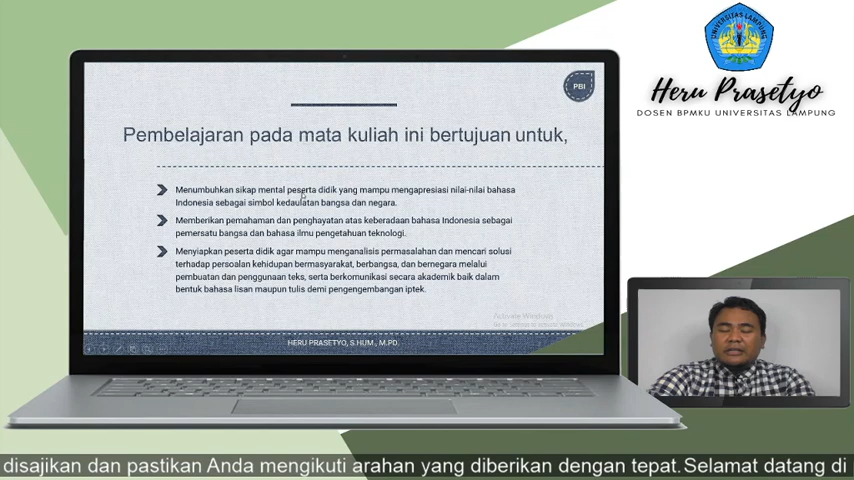 UNIVERSITAS LAMPUNG
PBI
Heru Prasetyo
DOSEN BPMKU UNIVERSITAS LAMPUNG
Pembelajaran pada mata kuliah ini bertujuan untuk,
Menumbuhkan sikap mental peserta didik yang mampu mengapresiasi nilai-nilai bahasa
Indonesia sebagai simbol kedaulatan bangsa dan negara.
Memberikan pemahaman dan penghayatan atas keberadaan bahasa Indonesia sebagai
pemersatu bangsa dan bahasa ilmu pengetahuan teknologi.
Menyiapkan peserta didik agar mampu menganalisis permasalahan dan mencari solusi
terhadap persoalan kehidupan bermasyarakat, berbangsa, dan bernegara melalui
pembuatan dan penggunaan teks, serta berkomunikasi secara akademik baik dalam
bentuk bahasa lisan maupun tulis demi pengengembangan iptek.
Activate Windows
HERU PRASETYO, S.HUM., M.PD.
disajikan dan pastikan Anda mengikuti arahan yang diberikan dengan tepat.Selamat datang di